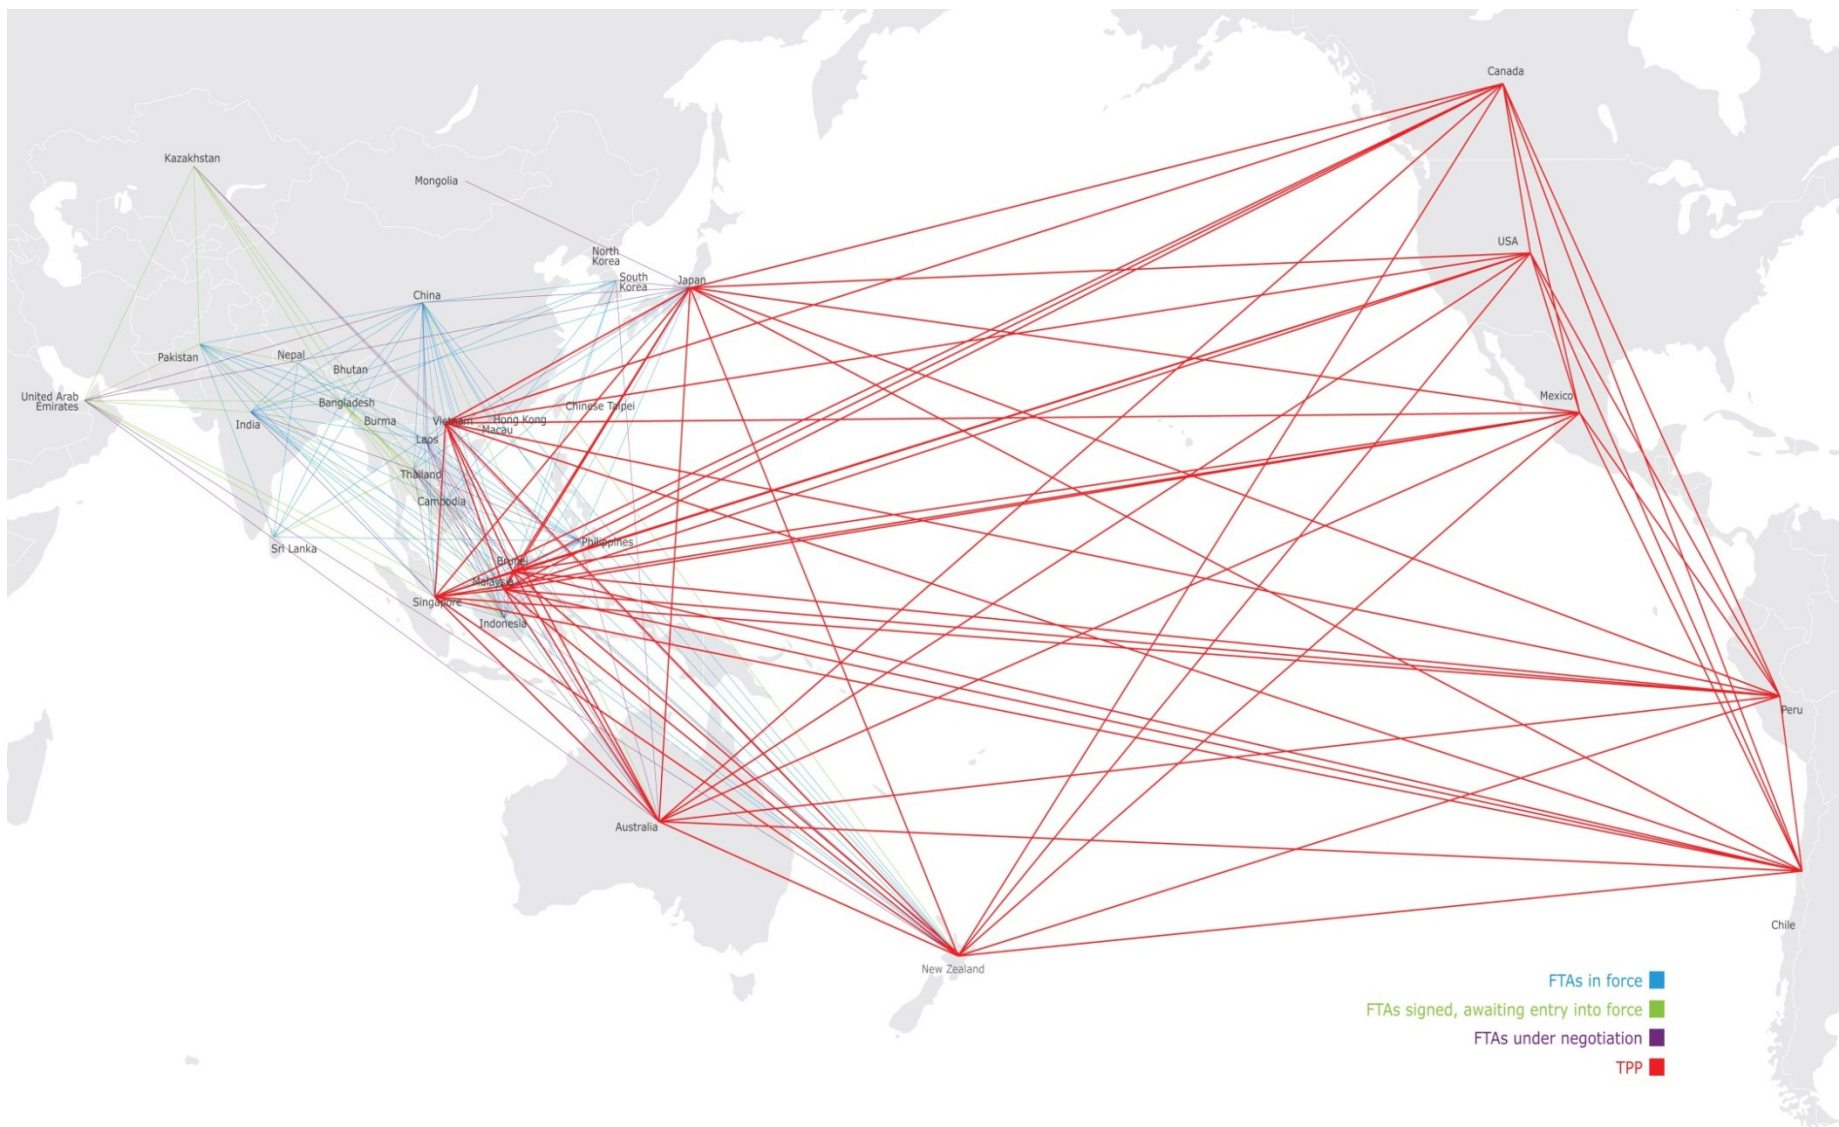 Canada
Kazakhstan
Mongolia
USA
North
Korea
South
Korea
Japan
China
Nepal
Pakistan
Bhutan
United Arab
Emirates
Bangladesh
Mexico
Chinese Taipei
India
Burma
Vietnam
Hong Kong
Macau
Laos
Thailand
Cambodia
Philippines
Sri Lanka
Brunei
Malaysia
Singapore
Indonesia
Peru
Australia
Chile
New Zealand
FTAs in force
FTAs signed, awaiting entry into force
FTAs under negotiation
TPP